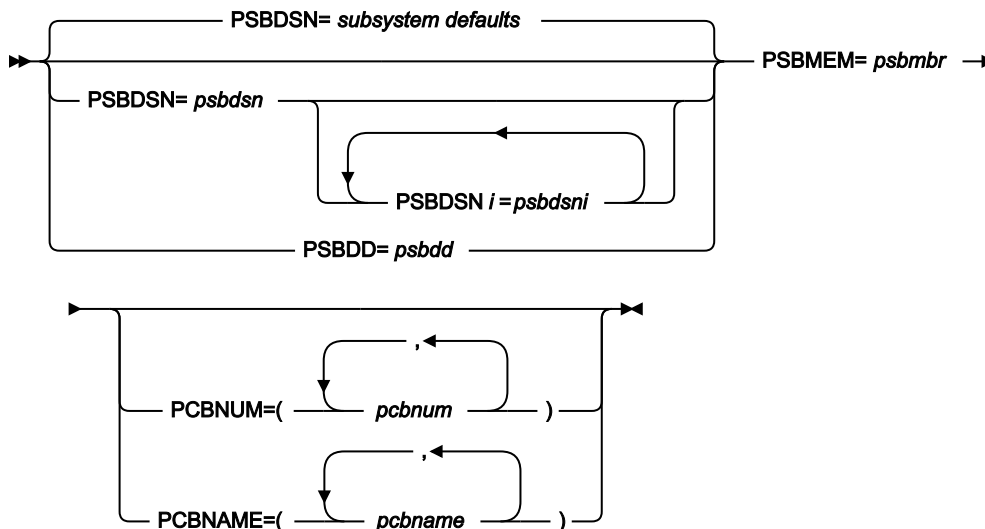 PSBDSN= subsystem defaults
PSBMEM= psbmbr
PSBDSN= psbdsn
PSBDSN i =psbdsni
PSBDD= psbdd
,
PCBNUM=( pcbnum )
,
PCBNAME=( pcbname )